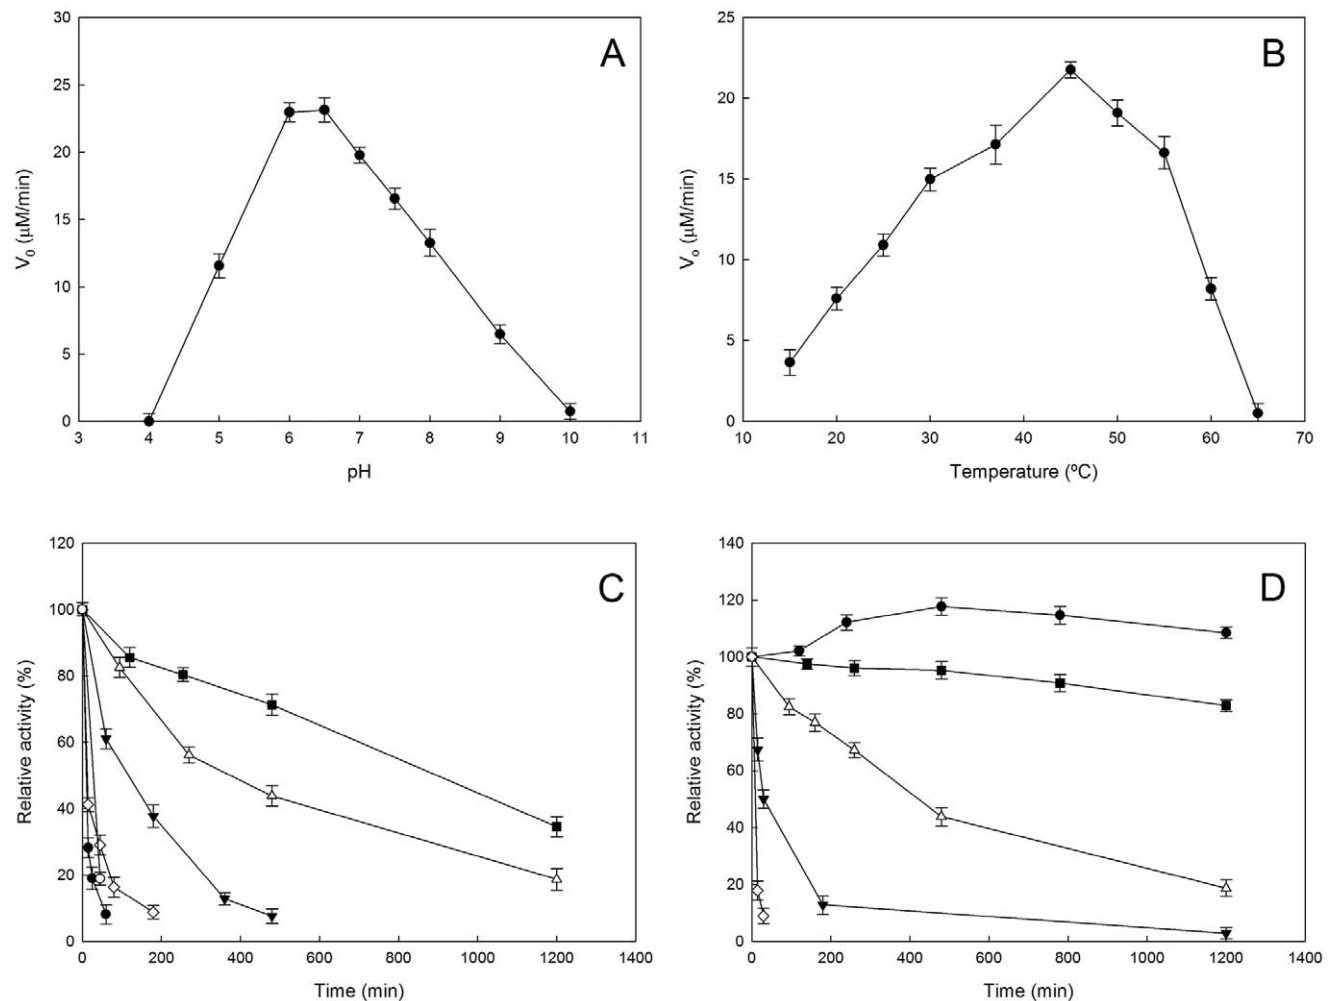 A
30
25
20
15
10
5
0
V0 (μM/min)
3 4 5 6 7 8 9 10 11
pH
B
25
20
15
10
5
0
Vo (μM/min)
10 20 30 40 50 60 70
Temperature (ºC)
C
120
100
80
60
40
20
0
Relative activity (%)
0 200 400 600 800 1000 1200 1400
Time (min)
D
140
120
100
80
60
40
20
0
Relative activity (%)
0 200 400 600 800 1000 1200 1400
Time (min)